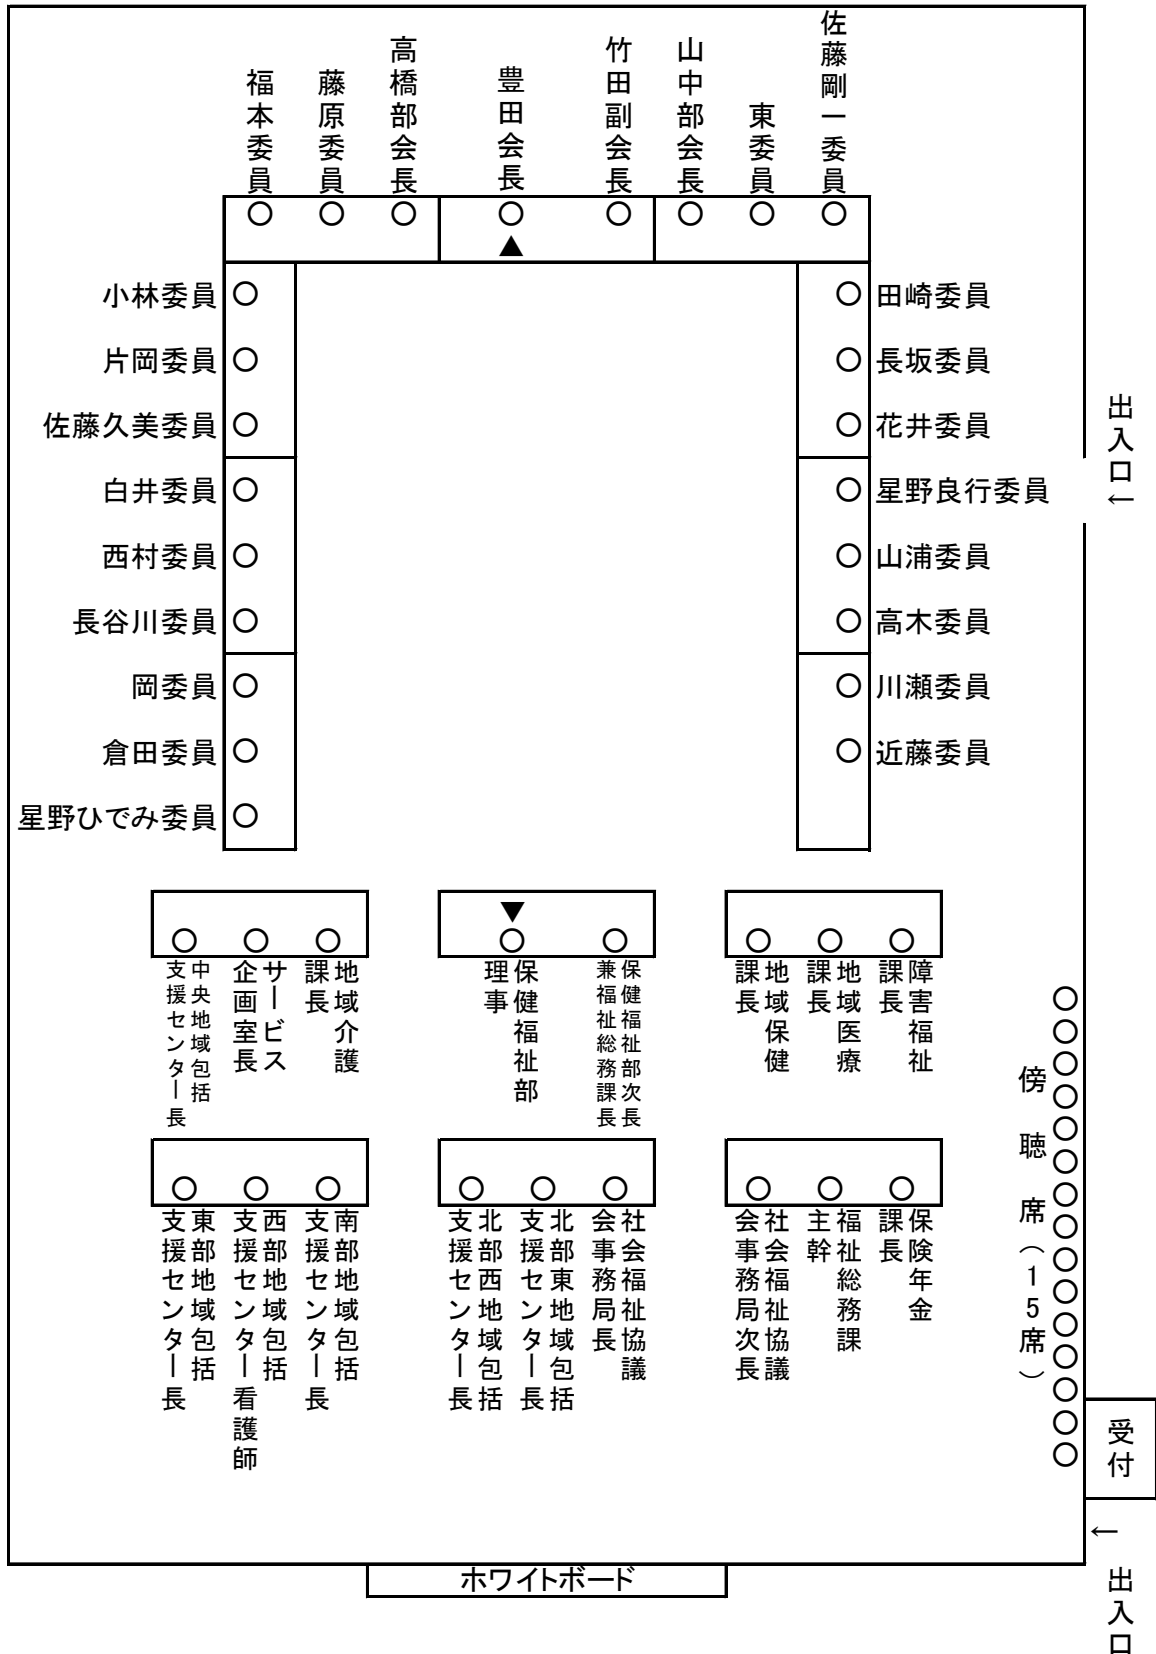 福本委員
藤原委員
高橋部会長
豊田会長
竹田副会長
山中部会長
東委員
佐藤剛一委員
○ ○ ○ ○ ○ ○ ○ ○
▲
小林委員 ○
片岡委員 ○
佐藤久美委員 ○
白井委員 ○
西村委員 ○
長谷川委員 ○
岡委員 ○
倉田委員 ○
星野ひでみ委員 ○
○ 田崎委員
○ 長坂委員
○ 花井委員
○ 星野良行委員
○ 山浦委員
○ 高木委員
○ 川瀬委員
○ 近藤委員
出入口←
▼
○ ○ ○ ○ ○ ○ ○ ○
中央地域包括
支援センター長
サービス
企画室長
地域介護
課長
保健福祉部
理事
保健福祉部次長
兼福祉総務課長
地域保健
課長
地域医療
課長
障害福祉
課長
○ ○ ○ ○ ○ ○ ○ ○ ○
東部地域包括
支援センター長
西部地域包括
支援センター看護師
南部地域包括
支援センター長
北部西地域包括
支援センター長
北部東地域包括
支援センター長
社会福祉協議
会事務局長
社会福祉協議
会事務局次長
福祉総務課
主幹
保険年金
課長
傍聴席(15席)
○○○○○○○○○○○○○○○
受付
←
出入口
ホワイトボード